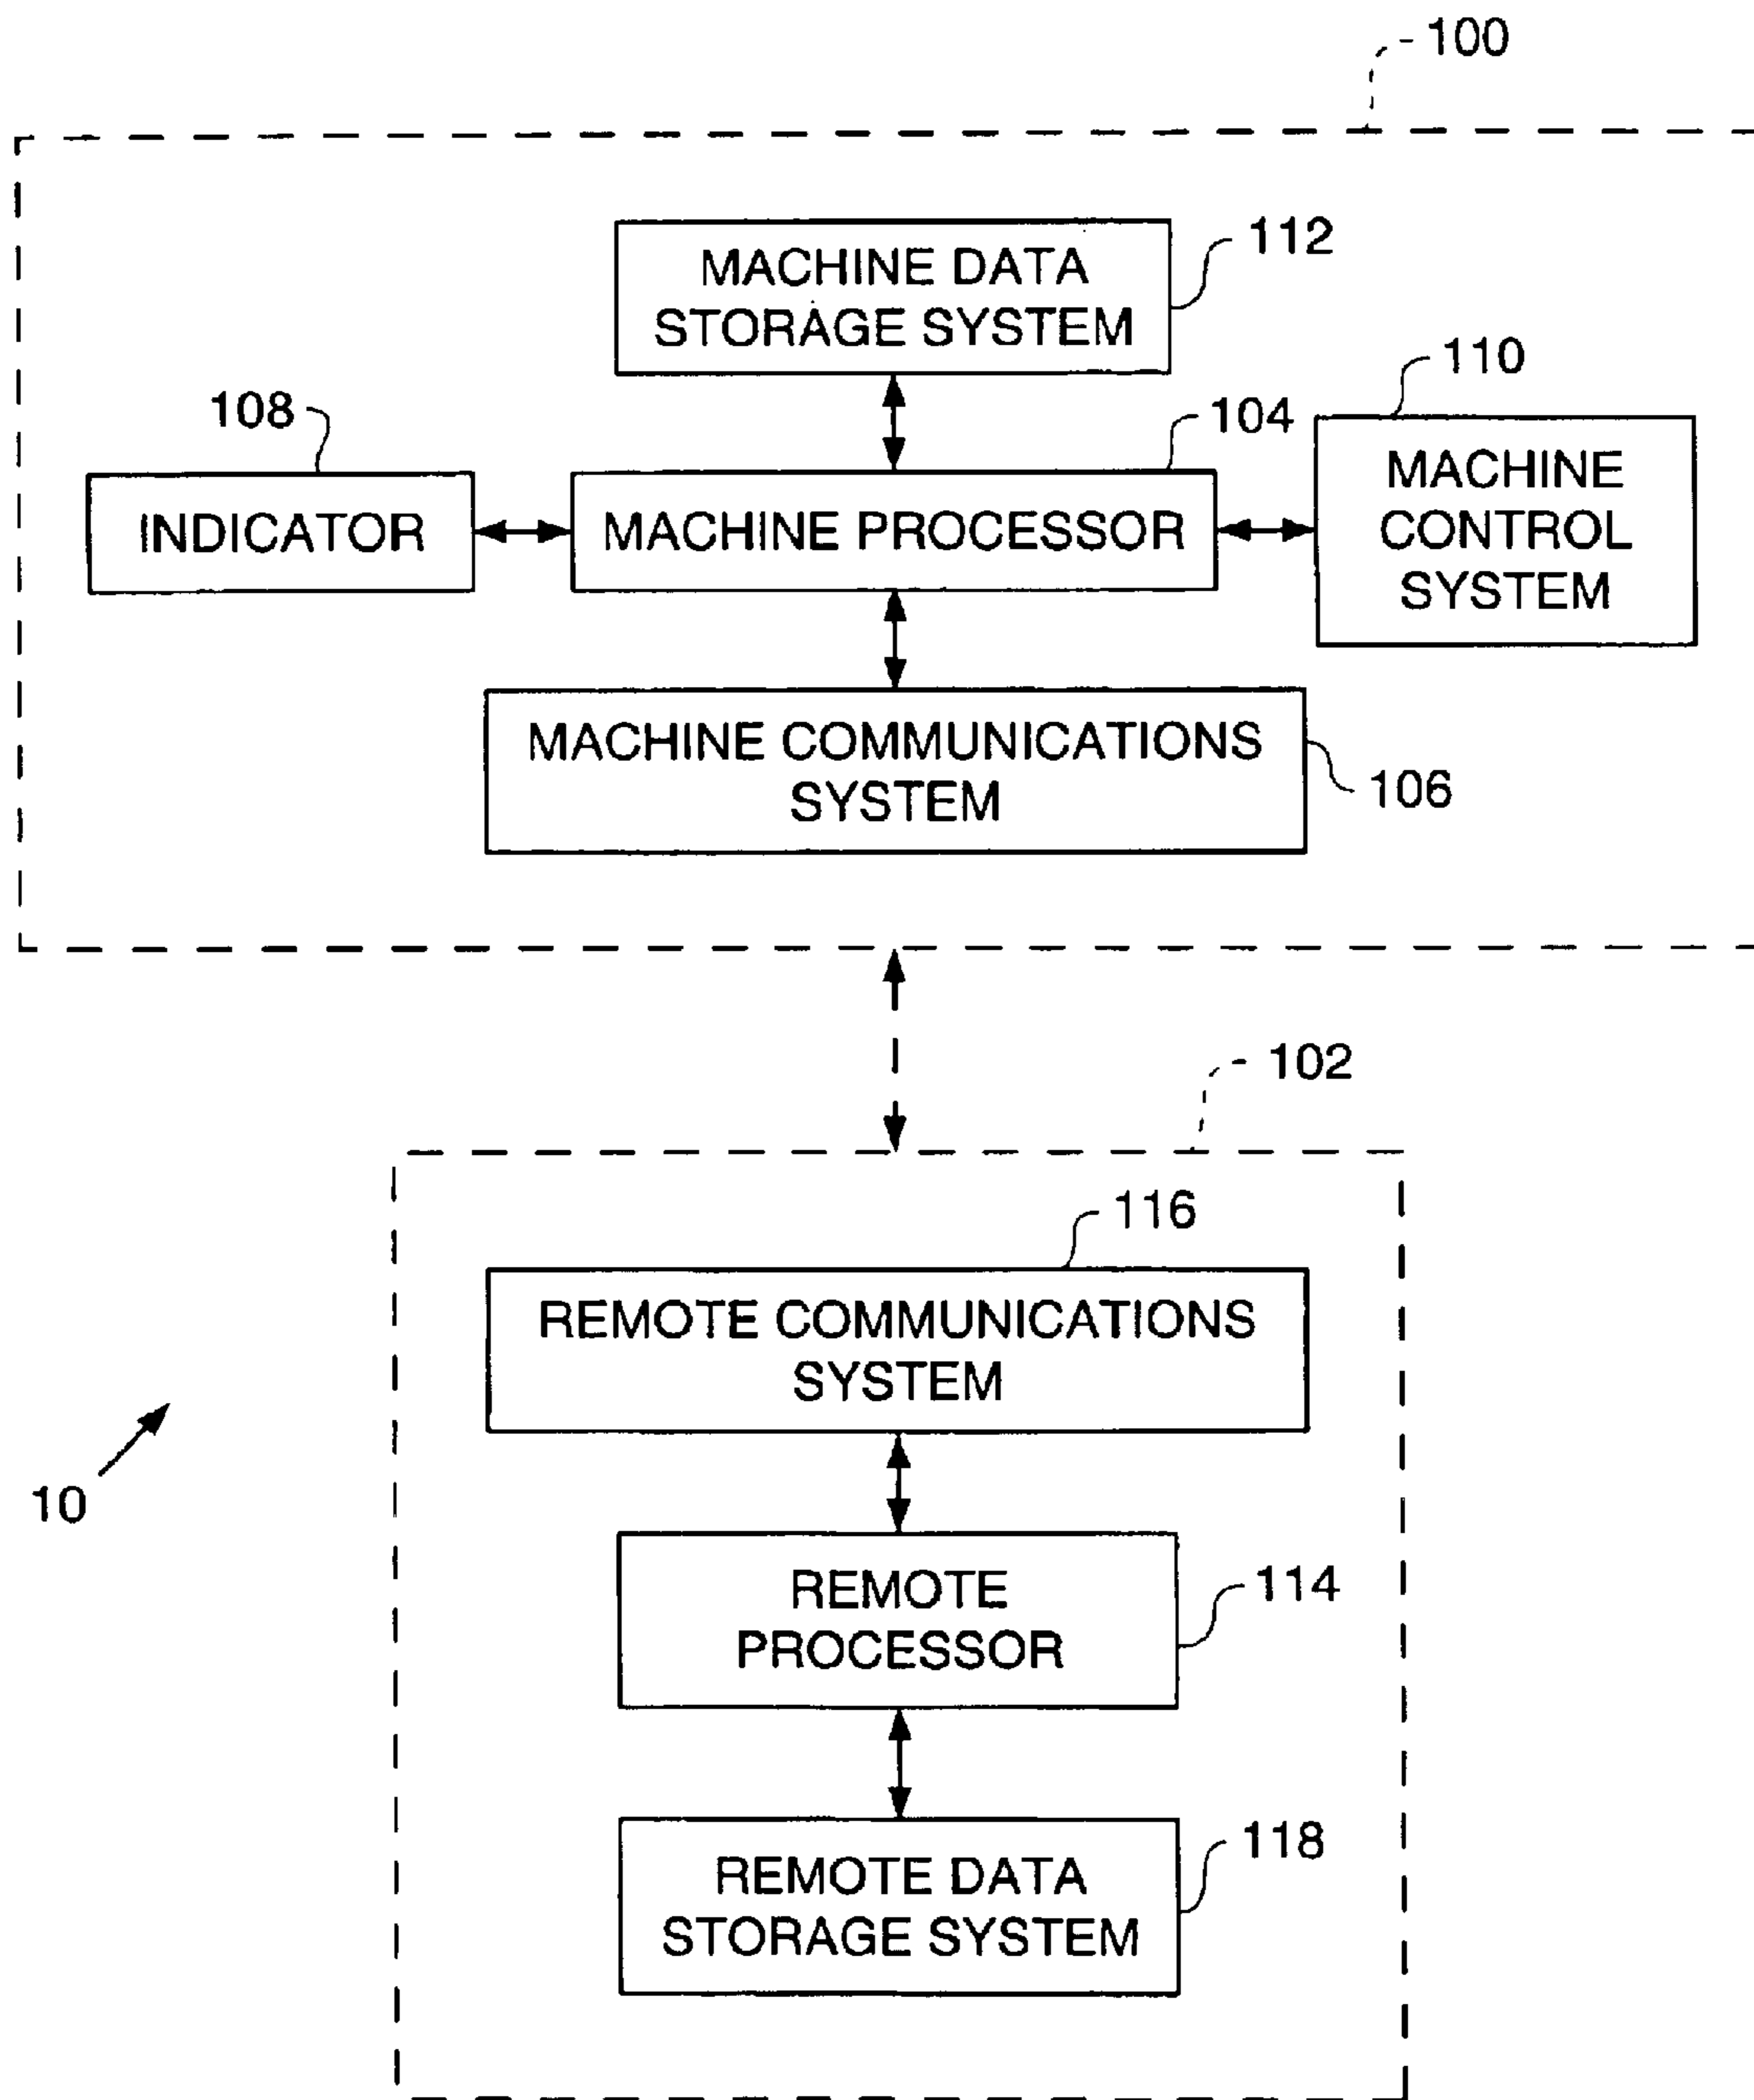 100
MACHINE DATA
STORAGE SYSTEM
112
110
108
104
INDICATOR
MACHINE PROCESSOR
MACHINE
CONTROL
SYSTEM
MACHINE COMMUNICATIONS
SYSTEM
106
102
116
REMOTE COMMUNICATIONS
SYSTEM
10
REMOTE
PROCESSOR
114
REMOTE DATA
STORAGE SYSTEM
118